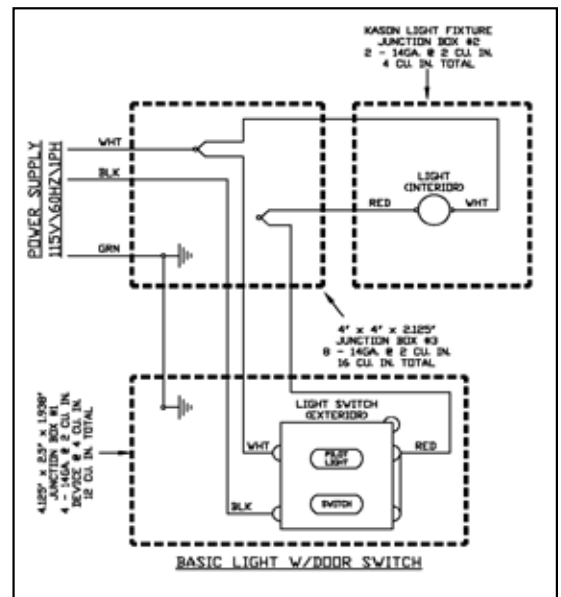 KASON LIGHT FIXTURE
JUNCTION BOX #2
2 - 14GA. @ 2 CU. IN.
4 CU. IN. TOTAL
POWER SUPPLY
115V\60HZ\1PH
WHT
BLK
GRN
LIGHT
(INTERIOR)
RED
WHT
4" x 4" x 2.125"
JUNCTION BOX #3
8 - 14GA. @ 2 CU. IN.
16 CU. IN. TOTAL
4.125" x 2.5" x 1.938"
JUNCTION BOX #1
4 - 14GA. @ 2 CU. IN.
DEVICE @ 4 CU. IN.
12 CU. IN. TOTAL
LIGHT SWITCH
(EXTERIOR)
WHT
PILOT
LIGHT
RED
BLK
SWITCH
BASIC LIGHT W/DOOR SWITCH